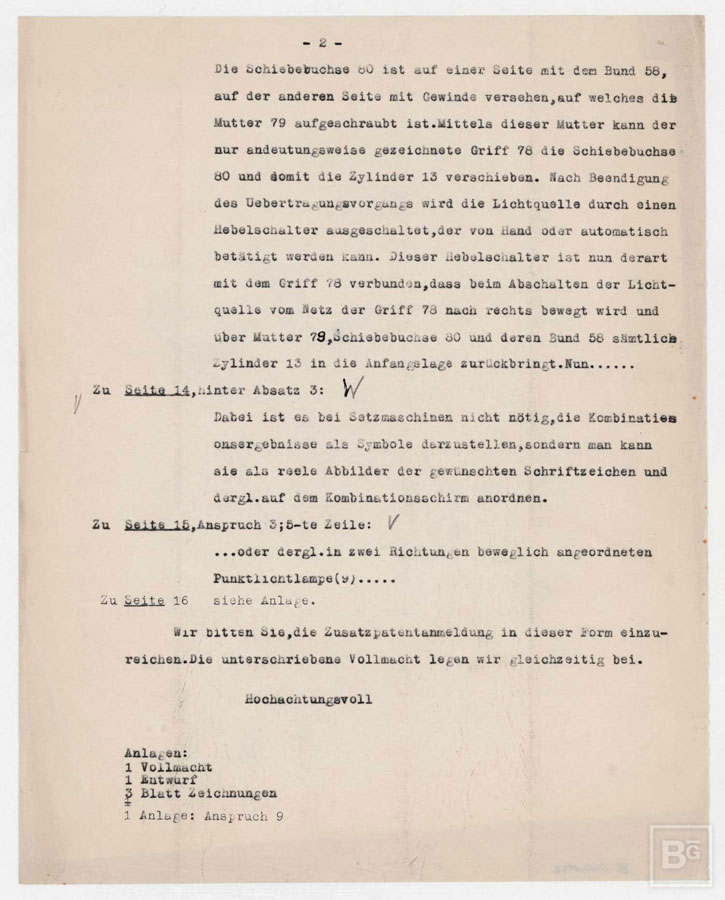 - 2 -
Die Schiebebuchse 80 ist auf einer Seite mit dem Bund 58,
auf der anderen Seite mit Gewinde versehen,auf welches die
Mutter 79 aufgeschraubt ist.Mittels dieser Mutter kann der
nur andeutungsweise gezeichnete Griff 78 die Schiebebuchse
80 und somit die Zylinder 13 verschieben. Nach Beendigung
des Uebertragungsvorgangs wird die Lichtquelle durch einen
Hebelschalter ausgeschaltet,der von Hand oder automatisch
betätigt werden kann. Dieser Hebelschalter ist nun derart
mit dem Griff 78 verbunden,dass beim Abschalten der Licht-
quelle vom Netz der Griff 78 nach rechts bewegt wird und
über Mutter 79,Schiebebuchse 80 und deren Bund 58 sämtlich
Zylinder 13 in die Anfangslage zurückbringt.Nun......
Zu Seite 14,hinter Absatz 3:
Dabei ist es bei Setzmaschinen nicht nötig,die Kombinati
onsergebnisse als Symbole darzustellen,sondern man kann
sie als reele Abbilder der gewünschten Schriftzeichen und
dergl.auf dem Kombinationsschirm anordnen.
Zu Seite 15,Anspruch 3;5-te Zeile:
...oder dergl.in zwei Richtungen beweglich angeordneten
Punktlichtlampe(9).....
Zu Seite 16 siehe Anlage.
Wir bitten Sie,die Zusatzpatentanmeldung in dieser Form einzu-
reichen.Die unterschriebene Vollmacht legen wir gleichzeitig bei.
Hochachtungsvoll
Anlagen:
1 Vollmacht
1 Entwurf
3 Blatt Zeichnungen
1 Anlage: Anspruch 9
BG